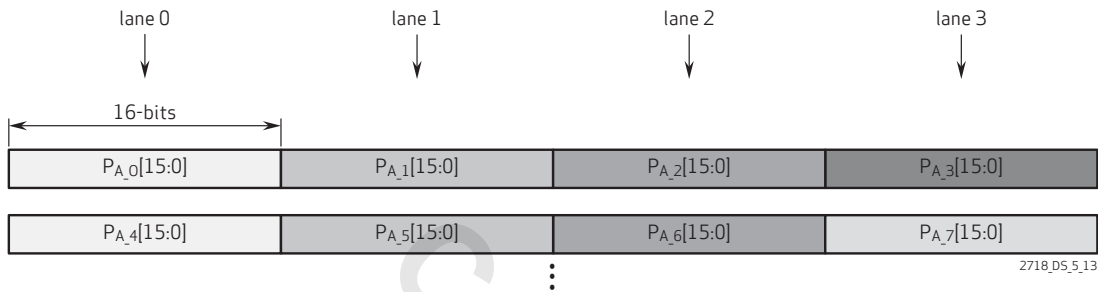 lane 0 lane 1 lane 2 lane 3
16-bits
PA_0[15:0] PA_1[15:0] PA_2[15:0] PA_3[15:0]
PA_4[15:0] PA_5[15:0] PA_6[15:0] PA_7[15:0]
2718_DS_5_13